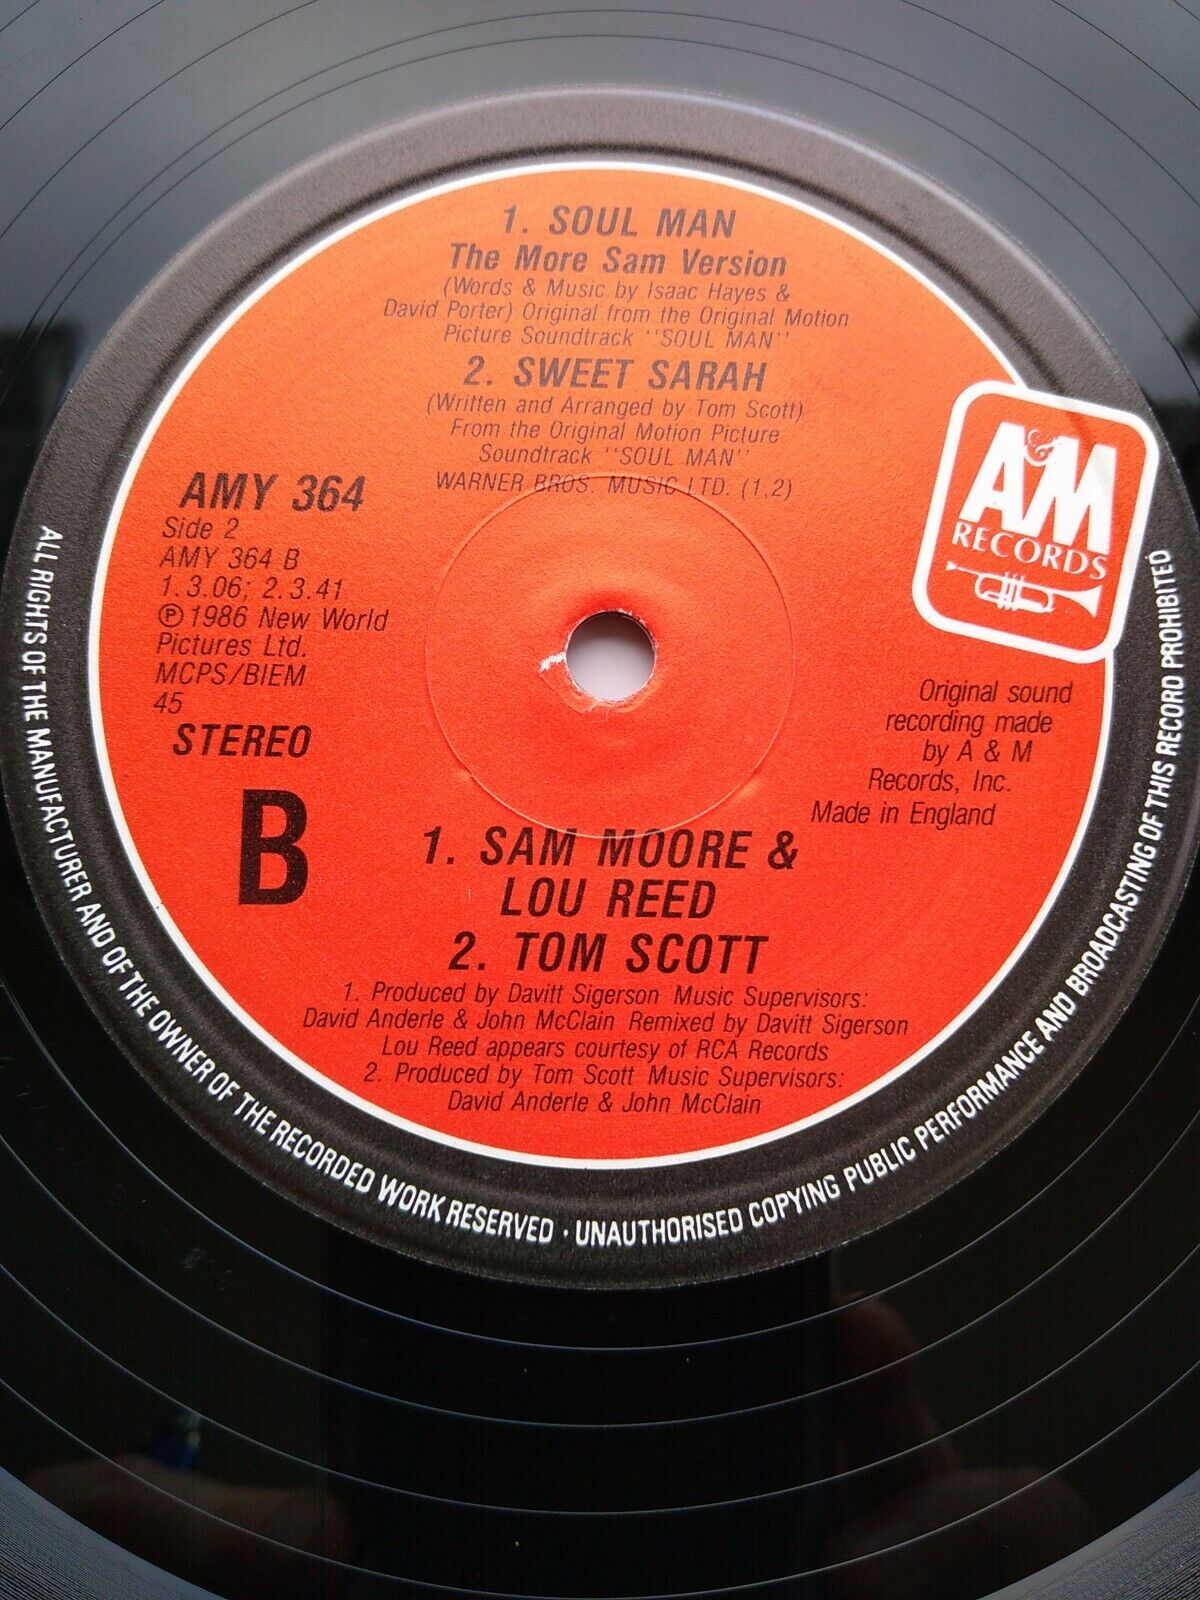 1. SOUL MAN
The More Sam Version
(Words & Music by Isaac Hayes &
David Porter) Original from the Original Motion
Picture Soundtrack "SOUL MAN"
2. SWEET SARAH
(Written and Arranged by Tom Scott)
From the Original Motion Picture
Soundtrack "SOUL MAN"
WARNER BROS. MUSIC LTD. (1,2)
AMY 364
Side 2
AMY 364 B
1.3.06; 2.3.41
Ⓟ1986 New World
Pictures Ltd.
MCPS/BIEM
45
STEREO
B
A&M
RECORDS
Original sound
recording made
by A & M
Records, Inc.
Made in England
1. SAM MOORE &
LOU REED
2. TOM SCOTT
1. Produced by Davitt Sigerson Music Supervisors:
David Anderle & John McClain Remixed by Davitt Sigerson
Lou Reed appears courtesy of RCA Records
2. Produced by Tom Scott Music Supervisors:
David Anderle & John McClain
ALL RIGHTS OF THE MANUFACTURER AND OF THE OWNER OF THE RECORDED WORK RESERVED · UNAUTHORISED COPYING PUBLIC PERFORMANCE AND BROADCASTING OF THIS RECORD PROHIBITED